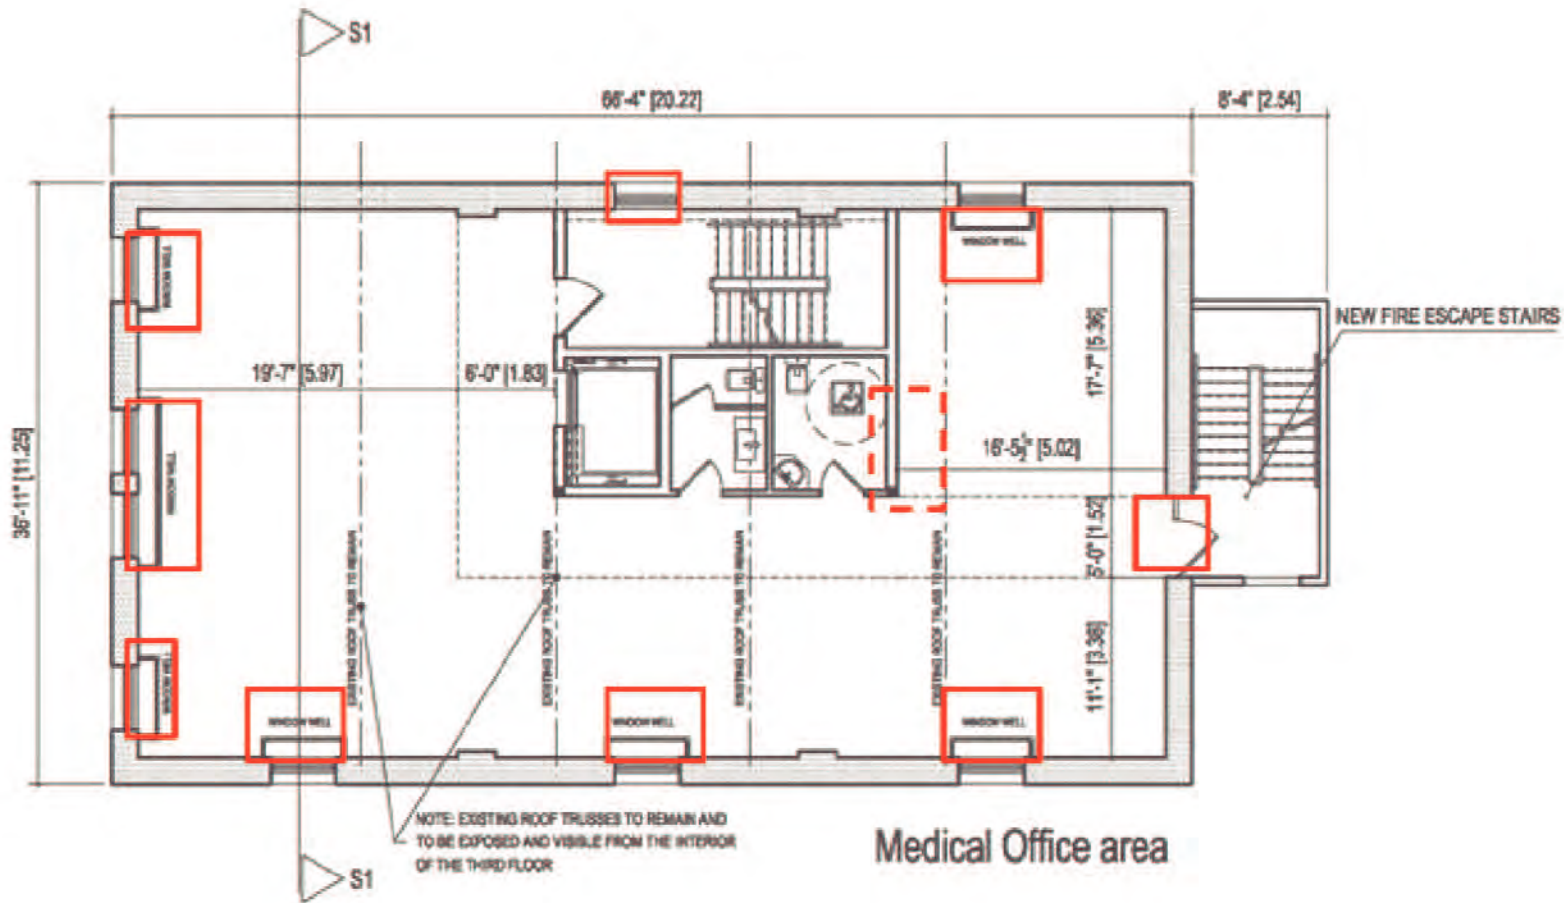 S1
66'-4" [20.22]
8'-4" [2.54]
WINDOW WELL
WINDOW WELL
NEW FIRE ESCAPE STAIRS
19'-7" [5.97]
6'-0" [1.83]
17'-7" [5.36]
36'-11" [11.25]
16'-5½" [5.02]
5'-0" [1.52]
EXISTING ROOF TRUSS TO REMAIN
EXISTING ROOF TRUSS TO REMAIN
EXISTING ROOF TRUSS TO REMAIN
EXISTING ROOF TRUSS TO REMAIN
11'-1" [3.38]
WINDOW WELL
WINDOW WELL
WINDOW WELL
NOTE: EXISTING ROOF TRUSSES TO REMAIN AND
TO BE EXPOSED AND VISIBLE FROM THE INTERIOR
OF THE THIRD FLOOR
Medical Office area
S1